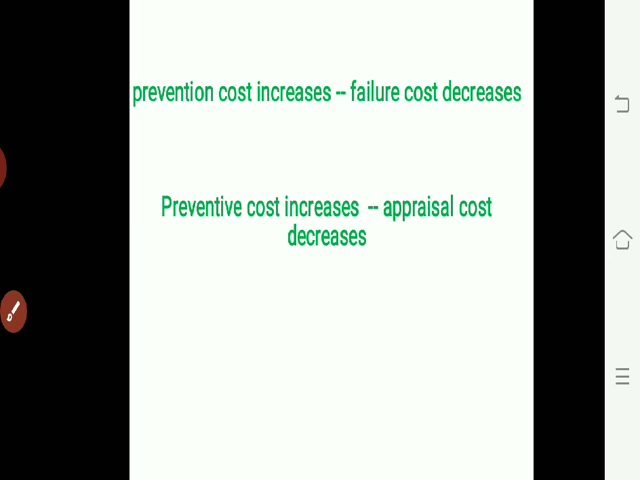 prevention cost increases -- failure cost decreases
Preventive cost increases -- appraisal cost
decreases